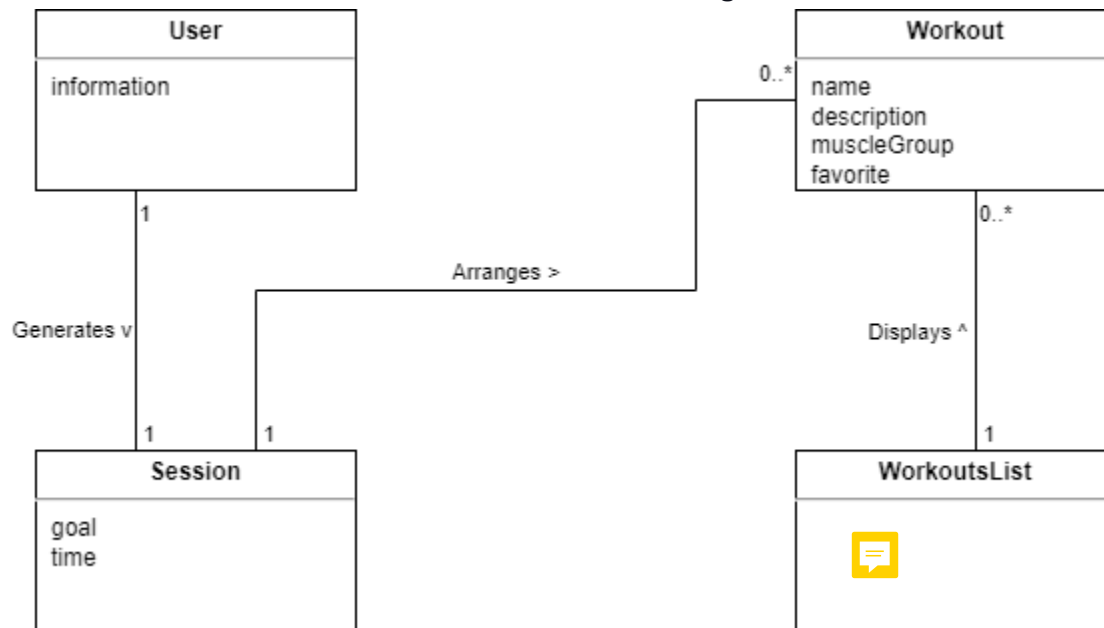 User
information
Workout
name
description
muscleGroup
favorite
0..*
1
0..*
Arranges >
Generates v
Displays ^
1
1
1
Session
goal
time
WorkoutsList